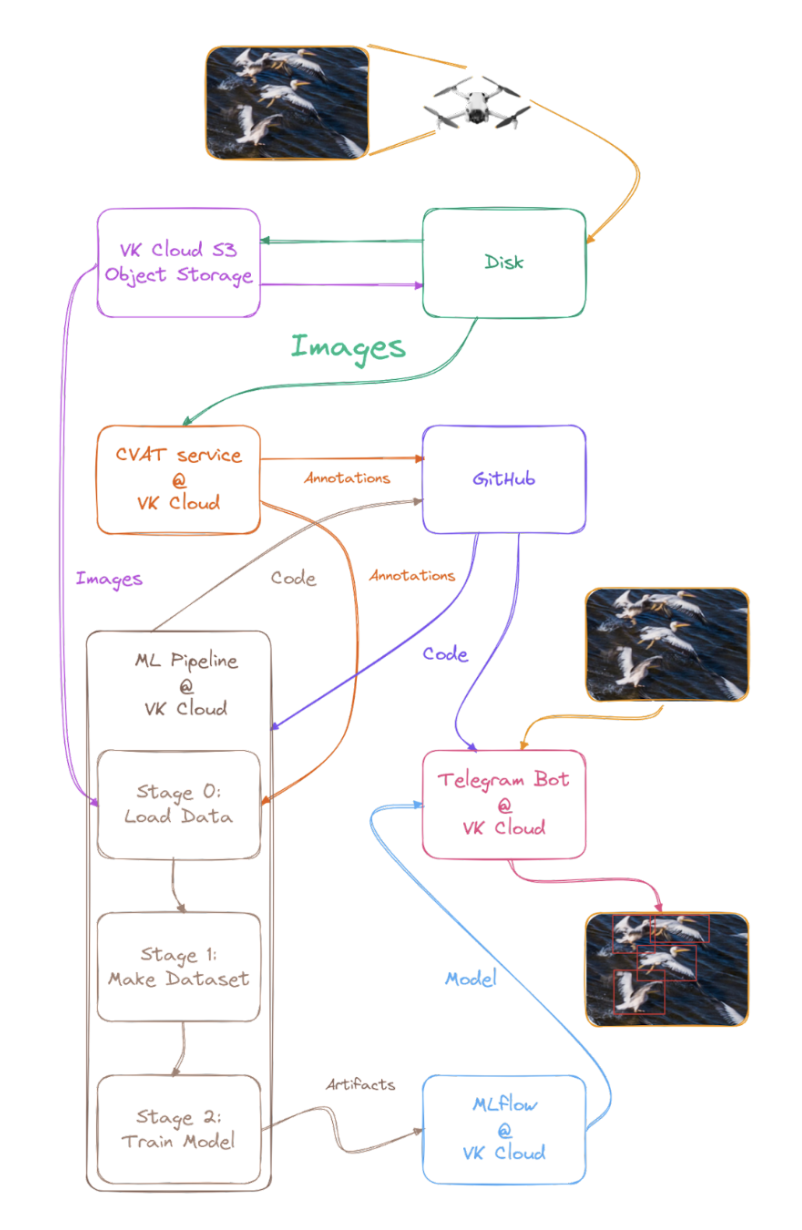 VK Cloud S3
Object Storage
Disk
Images
CVAT service
@
VK Cloud
Annotations
GitHub
Images
Code
Annotations
ML Pipeline
@
VK Cloud
Code
Stage 0:
Load Data
Telegram Bot
@
VK Cloud
Stage 1:
Make Dataset
Model
Artifacts
Stage 2:
Train Model
MLflow
@
VK Cloud